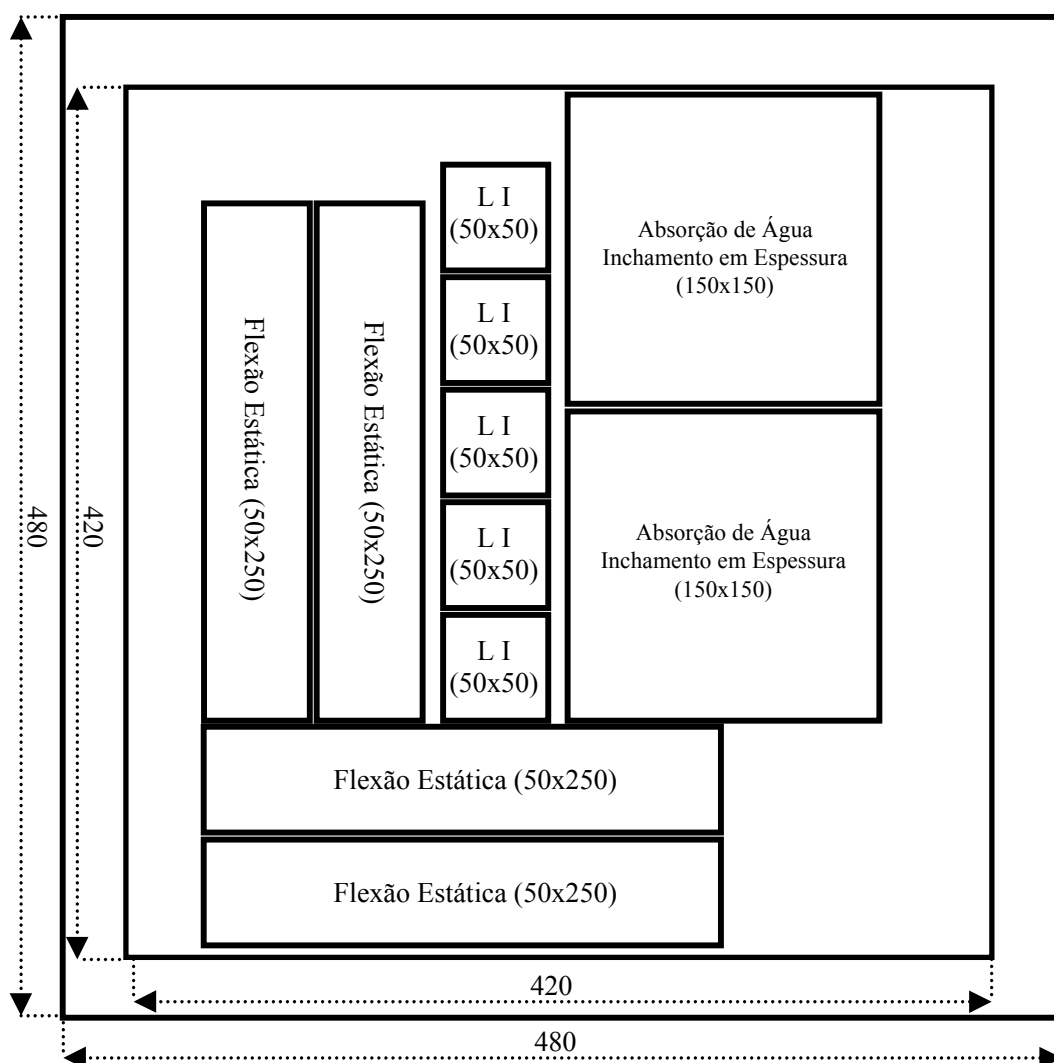 L I
(50x50)
L I
(50x50)
L I
(50x50)
L I
(50x50)
L I
(50x50)
Absorção de Água
Inchamento em Espessura
(150x150)
Absorção de Água
Inchamento em Espessura
(150x150)
Flexão Estática (50x250)
Flexão Estática (50x250)
480
420
Flexão Estática (50x250)
Flexão Estática (50x250)
420
480